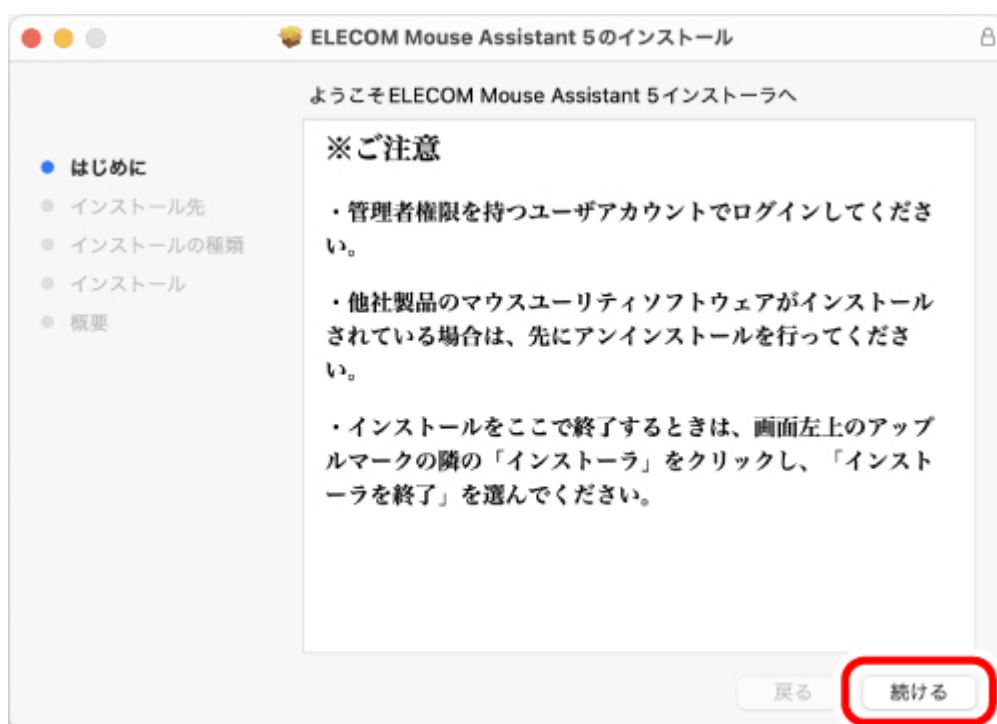 ELECOM Mouse Assistant 5のインストール
ようこそELECOM Mouse Assistant 5インストーラへ
はじめに
インストール先
インストールの種類
インストール
概要
※ご注意
・管理者権限を持つユーザアカウントでログインしてくださ
い。
・他社製品のマウスユーリティソフトウェアがインストール
されている場合は、先にアンインストールを行ってくださ
い。
・インストールをここで終了するときは、画面左上のアップ
ルマークの隣の「インストーラ」をクリックし、「インスト
ーラを終了」を選んでください。
戻る
続ける